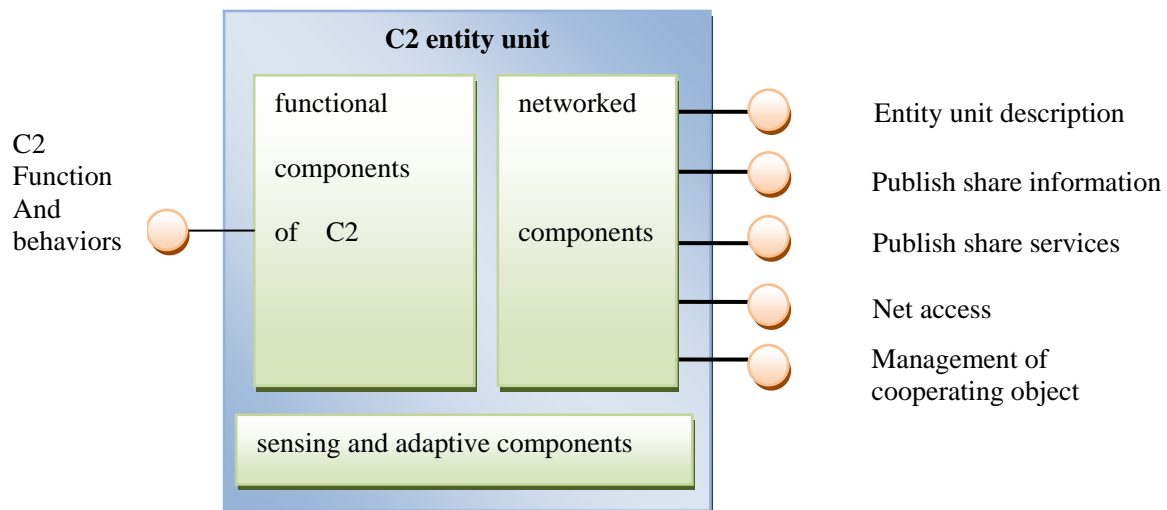 C2 entity unit
functional
components
of C2
networked
components
sensing and adaptive components
C2
Function
And
behaviors
Entity unit description
Publish share information
Publish share services
Net access
Management of
cooperating object